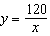 y = 120/x